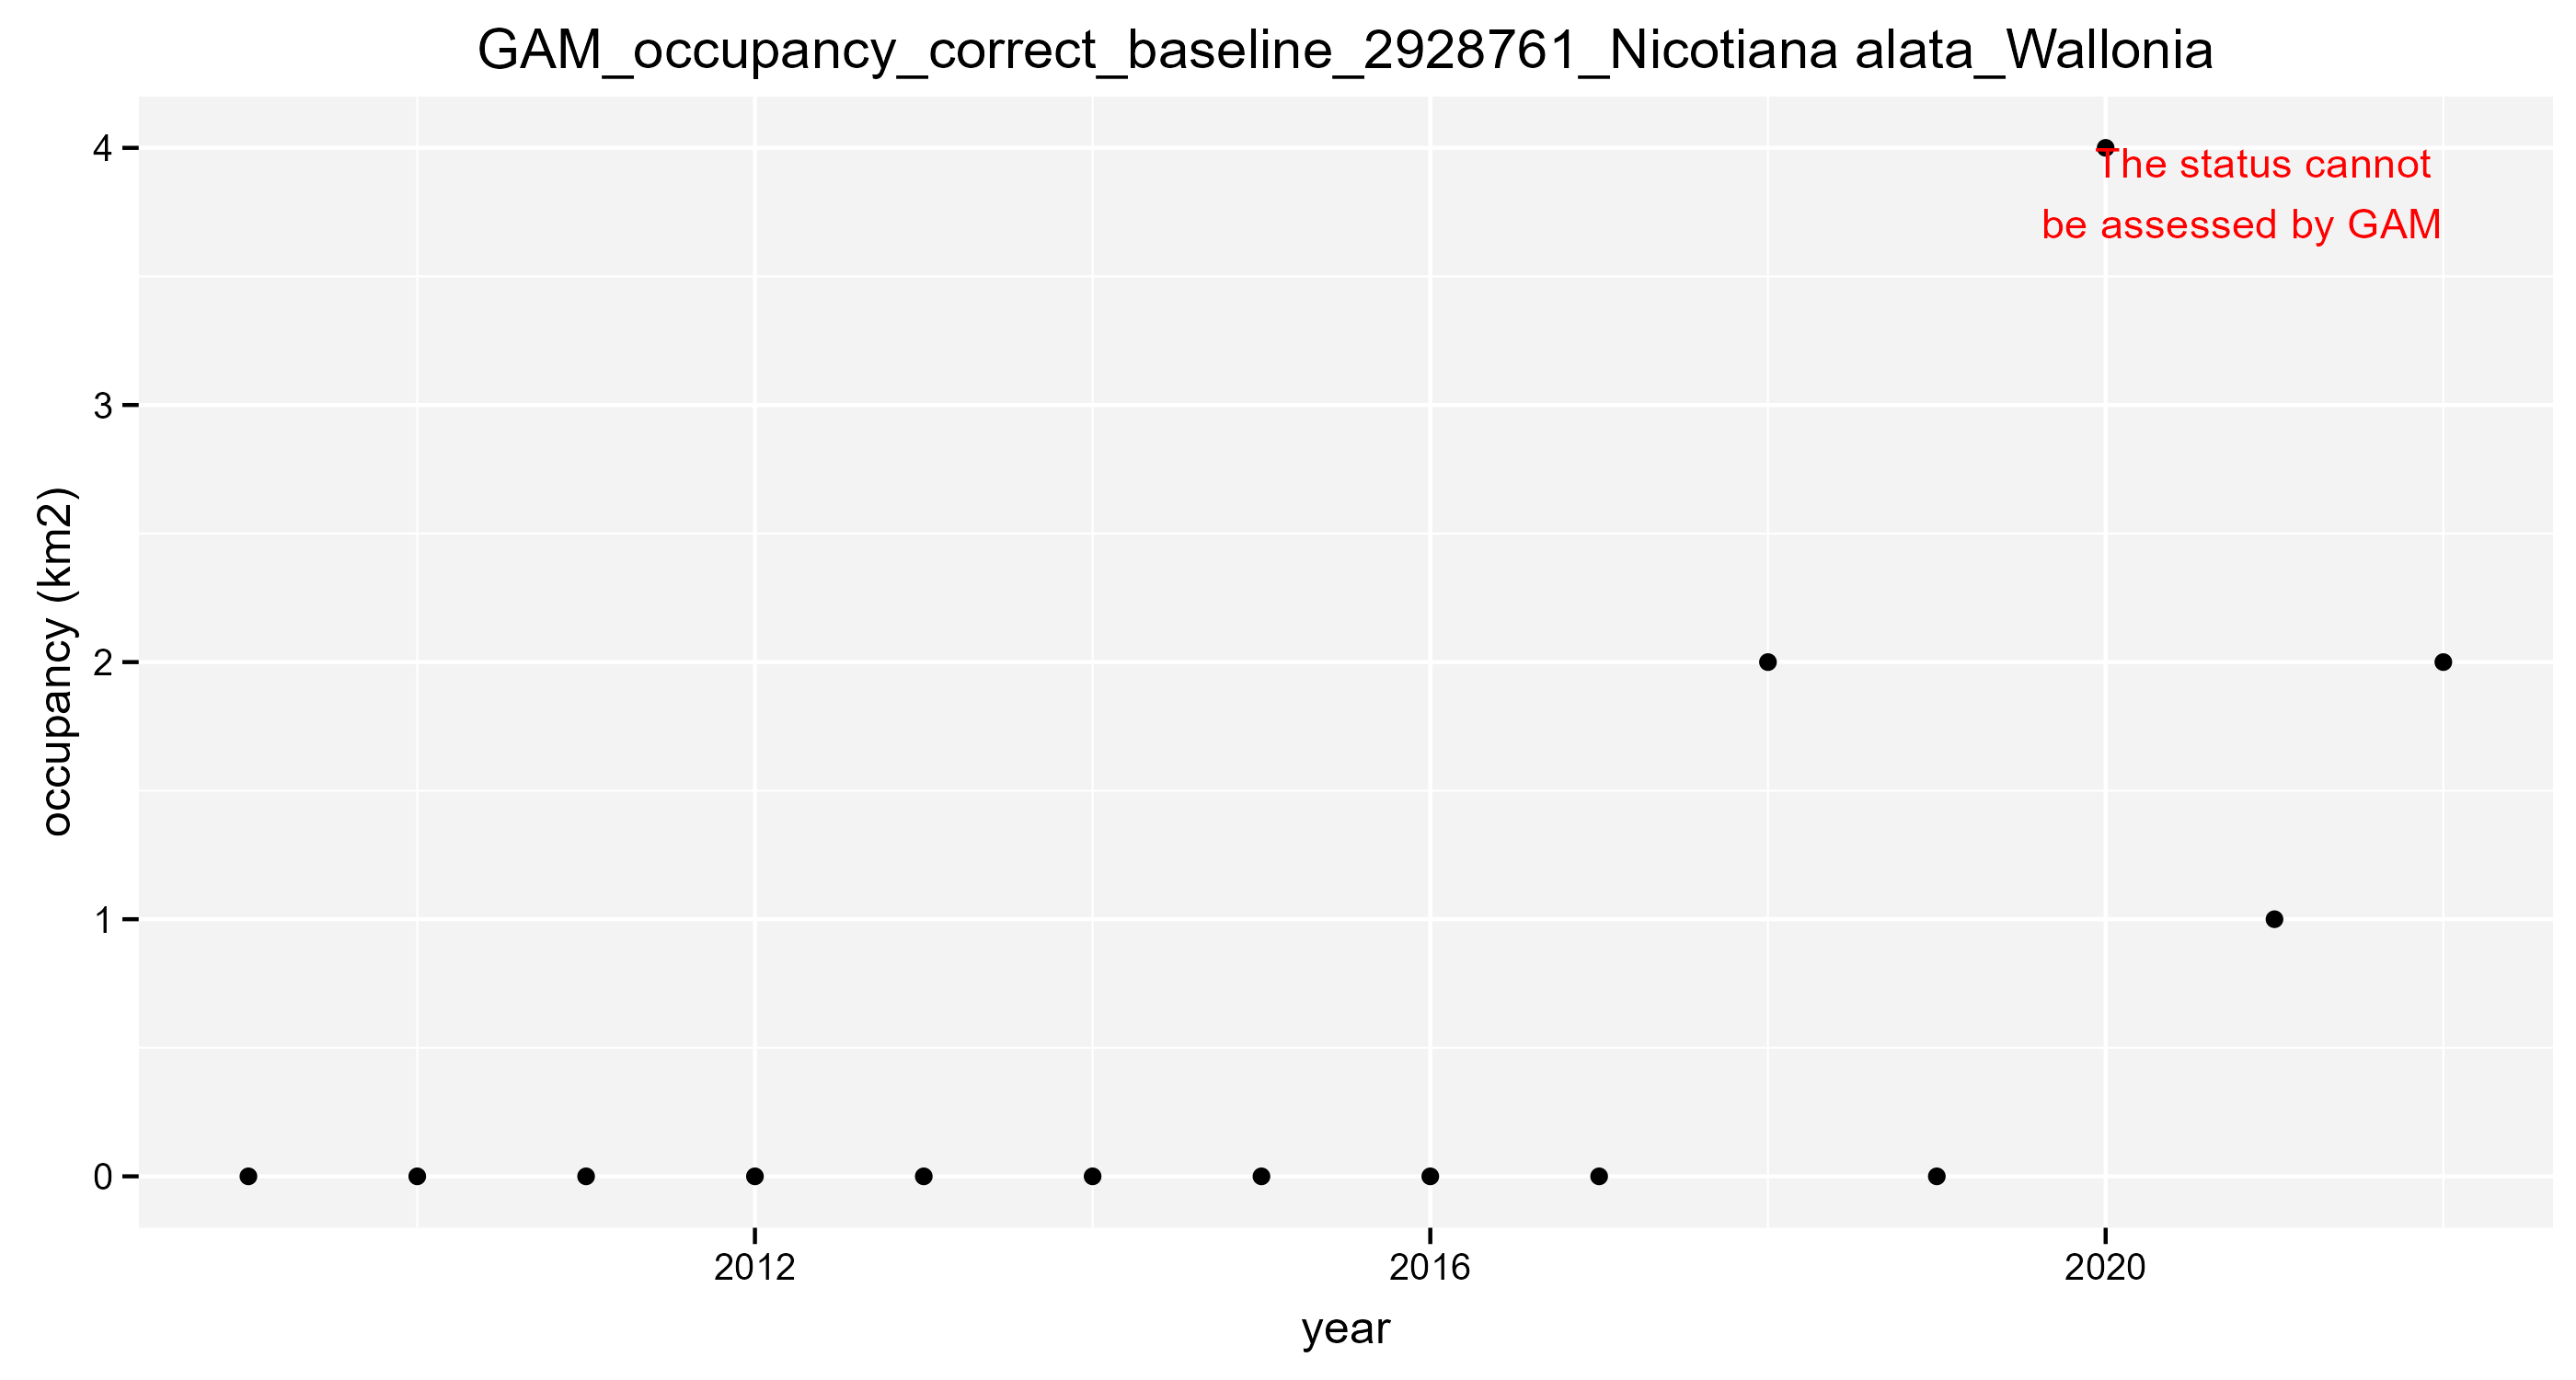 GAM_occupancy_correct_baseline_2928761_Nicotiana alata_Wallonia
4
The status cannot
be assessed by GAM
3
occupancy (km2)
2
1
0
2012
2016
2020
year